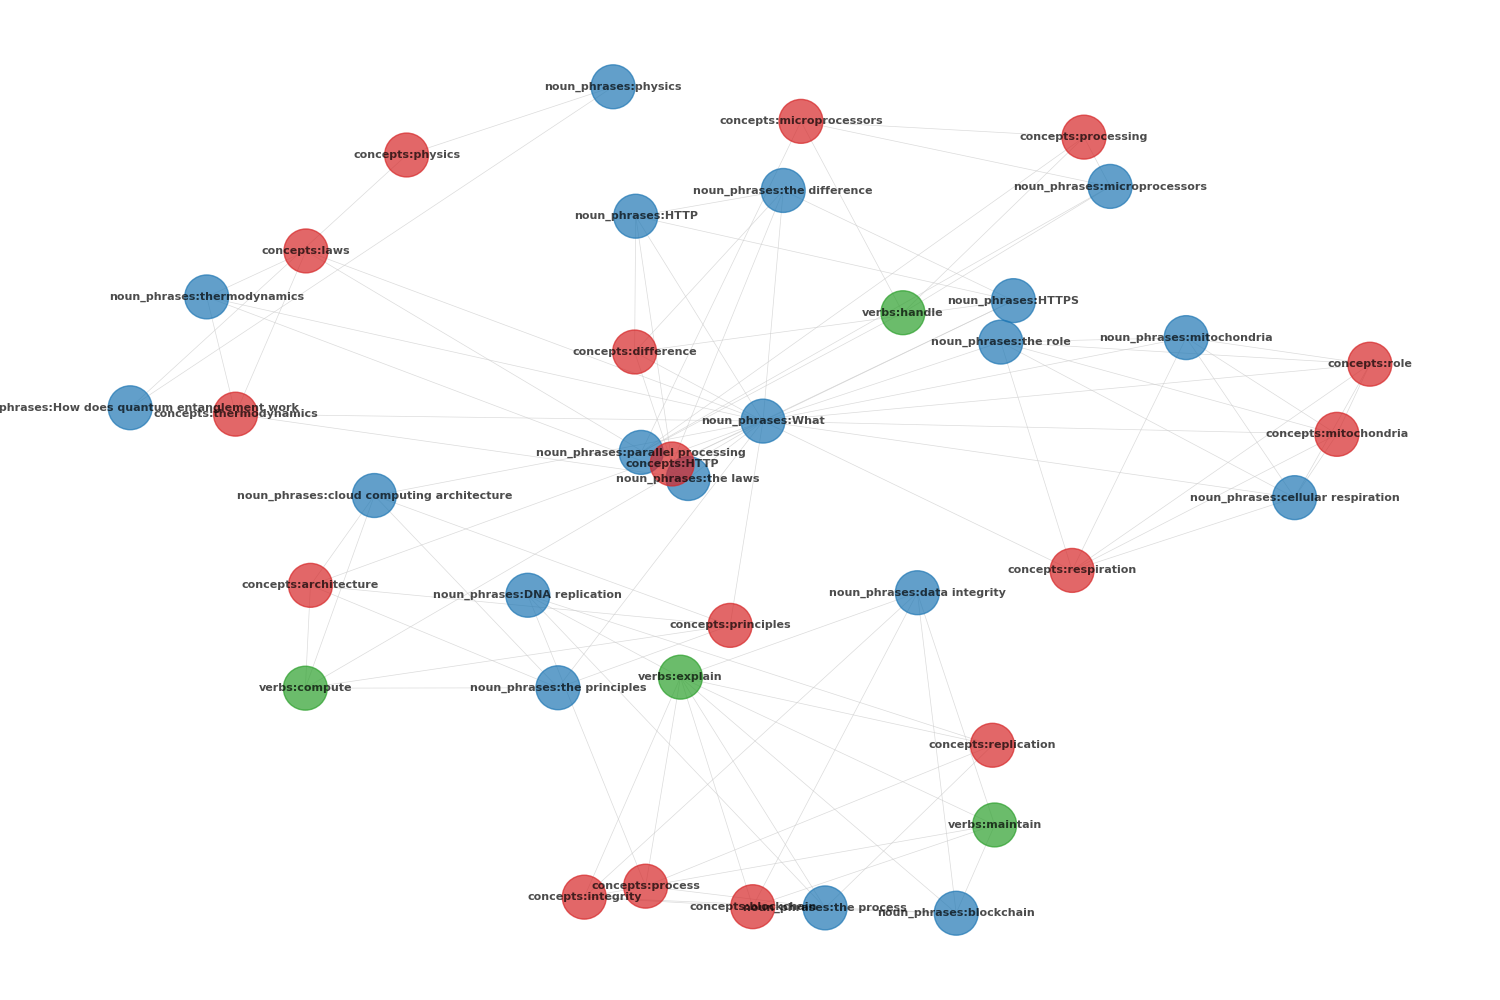 noun_phrases:physics
concepts:microprocessors
concepts:processing
concepts:physics
noun_phrases:microprocessors
noun_phrases:the difference
noun_phrases:HTTP
concepts:laws
noun_phrases:thermodynamics
noun_phrases:HTTPS
verbs:handle
noun_phrases:mitochondria
noun_phrases:the role
concepts:difference
concepts:role
phrases:How does quantum entanglement work
concepts:thermodynamics
noun_phrases:What
concepts:mitochondria
noun_phrases:parallel processing
concepts:HTTP
noun_phrases:the laws
noun_phrases:cloud computing architecture
noun_phrases:cellular respiration
concepts:respiration
concepts:architecture
noun_phrases:DNA replication
noun_phrases:data integrity
concepts:principles
verbs:explain
verbs:compute
noun_phrases:the principles
concepts:replication
verbs:maintain
concepts:process
concepts:integrity
concepts:blockchain
noun_phrases:the process
noun_phrases:blockchain